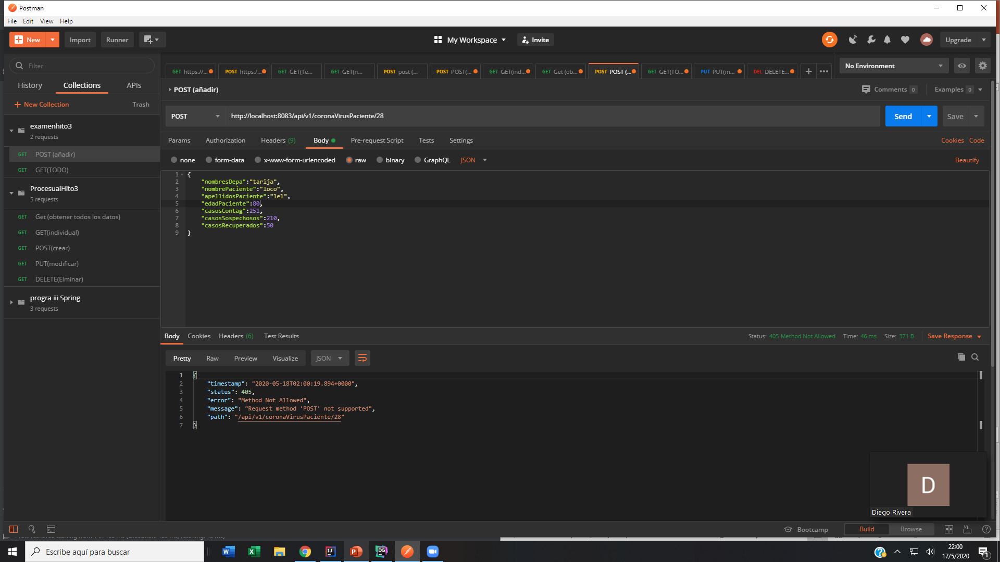 Postman
File Edit View Help
New Import Runner My Workspace Invite Upgrade
Filter
GET https://... POST https:/... GET GET(Te... GET GET(n... POST post (... POST POST(... GET GET(ind... GET Get (ob... POST POST (... GET GET(TO... PUT PUT(m... DEL DELETE...
No Environment
History Collections APIs
New Collection Trash
examenhito3
2 requests
GET POST (añadir)
GET GET(TODO)
ProcesualHito3
5 requests
GET Get (obtener todos los datos)
GET GET(individual)
GET POST(crear)
GET PUT(modificar)
GET DELETE(Elminar)
progra iii Spring
3 requests
POST (añadir)
Comments 0 Examples 0
POST http://localhost:8083/api/v1/coronaVirusPaciente/28 Send Save
Params Authorization Headers (9) Body Pre-request Script Tests Settings Cookies Code
none form-data x-www-form-urlencoded raw binary GraphQL JSON Beautify
1 {
2 "nombresDepa":"tarija",
3 "nombrePaciente":"loco",
4 "apellidosPaciente":"lel",
5 "edadPaciente":80,
6 "casosContag":251,
7 "casosSospechosos":210,
8 "casosRecuperados":50
9 }
Body Cookies Headers (6) Test Results Status: 405 Method Not Allowed Time: 46 ms Size: 371 B Save Response
Pretty Raw Preview Visualize JSON
1 {
2 "timestamp": "2020-05-18T02:00:19.894+0000",
3 "status": 405,
4 "error": "Method Not Allowed",
5 "message": "Request method 'POST' not supported",
6 "path": "/api/v1/coronaVirusPaciente/28"
7 }
D
Diego Rivera
Bootcamp Build Browse
Escribe aquí para buscar
22:00
17/5/2020